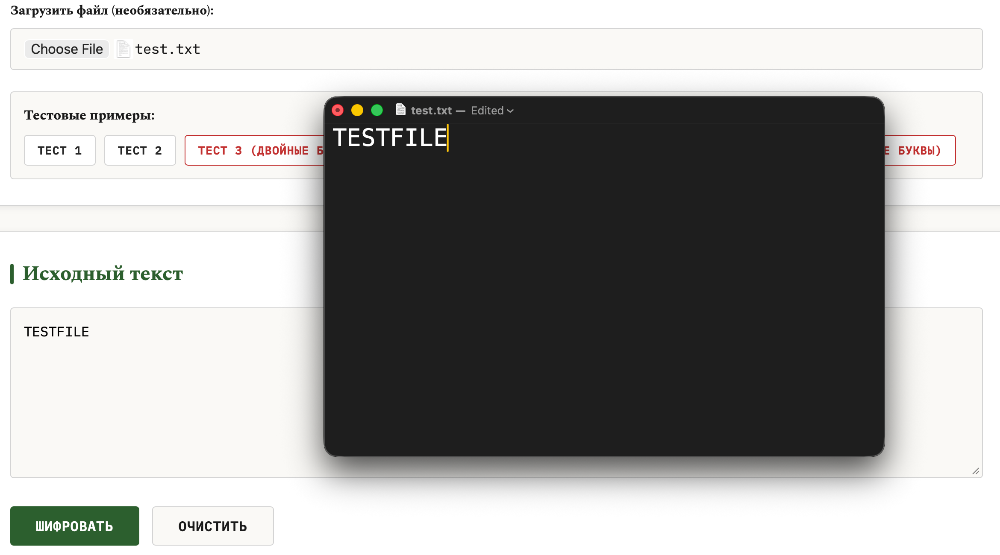 Загрузить файл (необязательно):
Choose File test.txt
Тестовые примеры:
test.txt — Edited
TESTFILE
ТЕСТ 1
ТЕСТ 2
ТЕСТ 3 (ДВОЙНЫЕ
БУКВЫ)
Исходный текст
TESTFILE
ШИФРОВАТЬ
ОЧИСТИТЬ